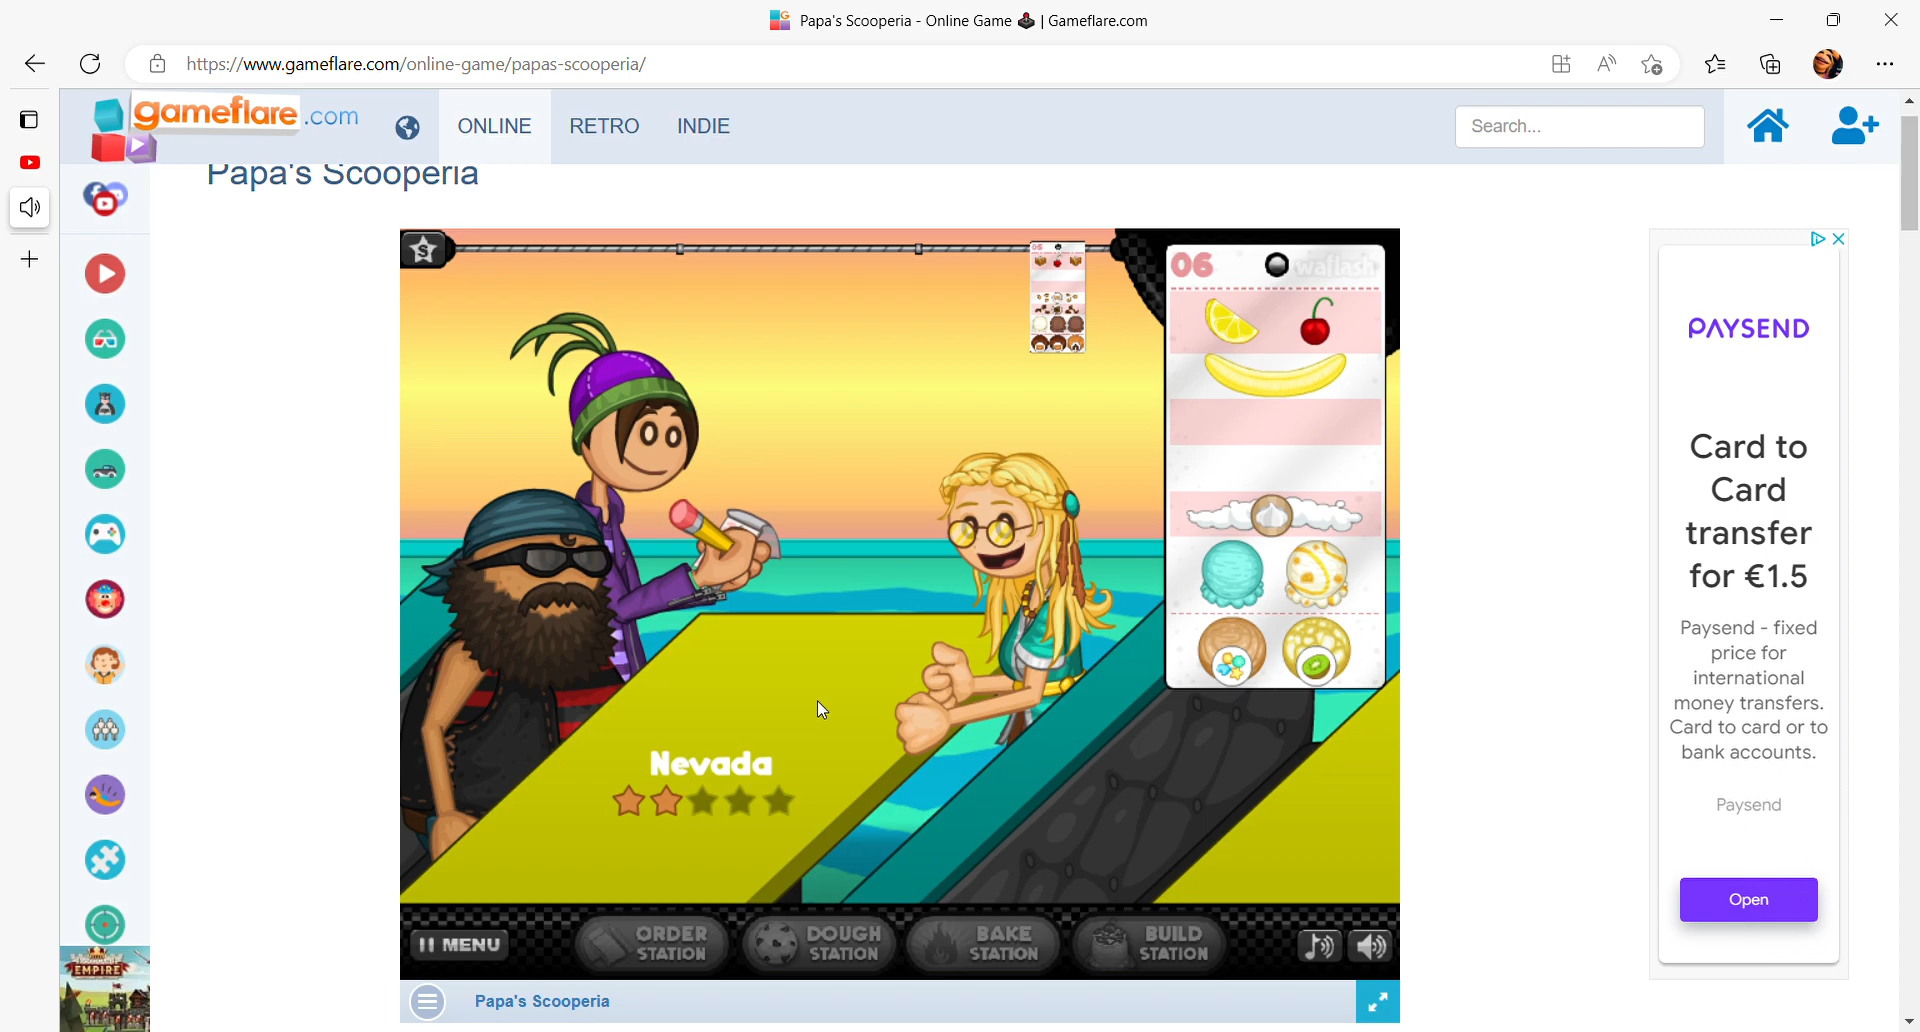 Papa's Scooperia - Online Game | Gameflare.com
https://www.gameflare.com/online-game/papas-scooperia/
gameflare.com
ONLINE
RETRO
INDIE
Search...
Papa's Scooperia
S
06
06
waflash
Nevada
MENU
ORDER
STATION
DOUGH
STATION
BAKE
STATION
BUILD
STATION
Papa's Scooperia
EMPIRE
PAYSEND
Card to
Card
transfer
for €1.5
Paysend - fixed
price for
international
money transfers.
Card to card or to
bank accounts.
Paysend
Open